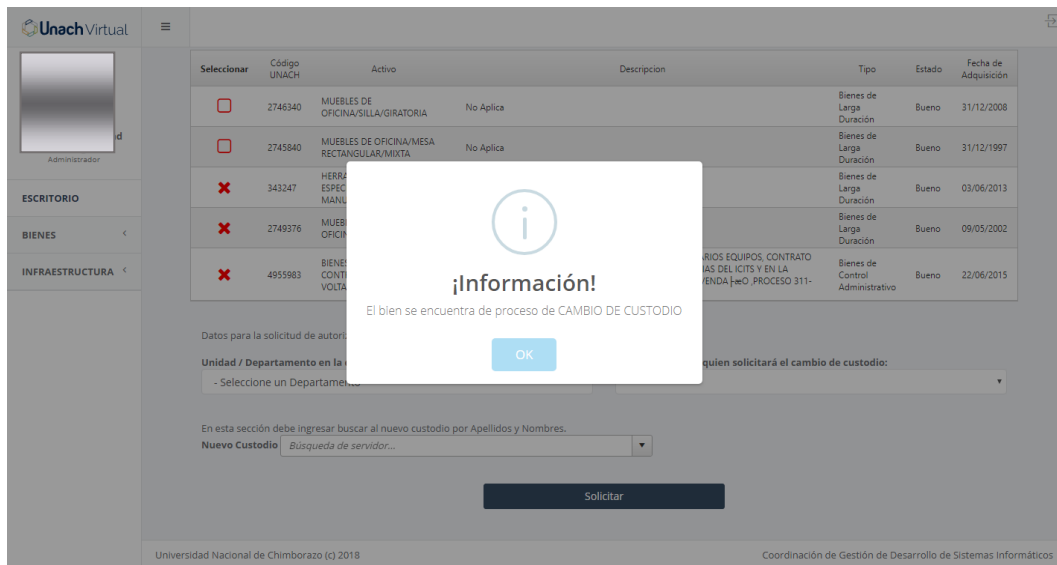 Unach Virtual
d
Administrador
ESCRITORIO
BIENES
INFRAESTRUCTURA
Seleccionar Código UNACH Activo Descripcion Tipo Estado Fecha de Adquisición
2746340 MUEBLES DE OFICINA/SILLA/GIRATORIA No Aplica Bienes de Larga Duración Bueno 31/12/2008
2745840 MUEBLES DE OFICINA/MESA RECTANGULAR/MIXTA No Aplica Bienes de Larga Duración Bueno 31/12/1997
343247 HERRA ESPEC MANU Bienes de Larga Duración Bueno 03/06/2013
2749376 MUEB OFICIN Bienes de Larga Duración Bueno 09/05/2002
4955983 BIENES CONT VOLTA RIOS EQUIPOS, CONTRATO IAS DEL ICITS Y EN LA VENDA ├æO ,PROCESO 311- Bienes de Control Administrativo Bueno 22/06/2015
¡Información!
El bien se encuentra de proceso de CAMBIO DE CUSTODIO
OK
Datos para la solicitud de autori
Unidad / Departamento en la quien solicitará el cambio de custodio:
- Seleccione un Departamento
En esta sección debe ingresar buscar al nuevo custodio por Apellidos y Nombres.
Nuevo Custodio Búsqueda de servidor...
Solicitar
Universidad Nacional de Chimborazo (c) 2018 Coordinación de Gestión de Desarrollo de Sistemas Informáticos